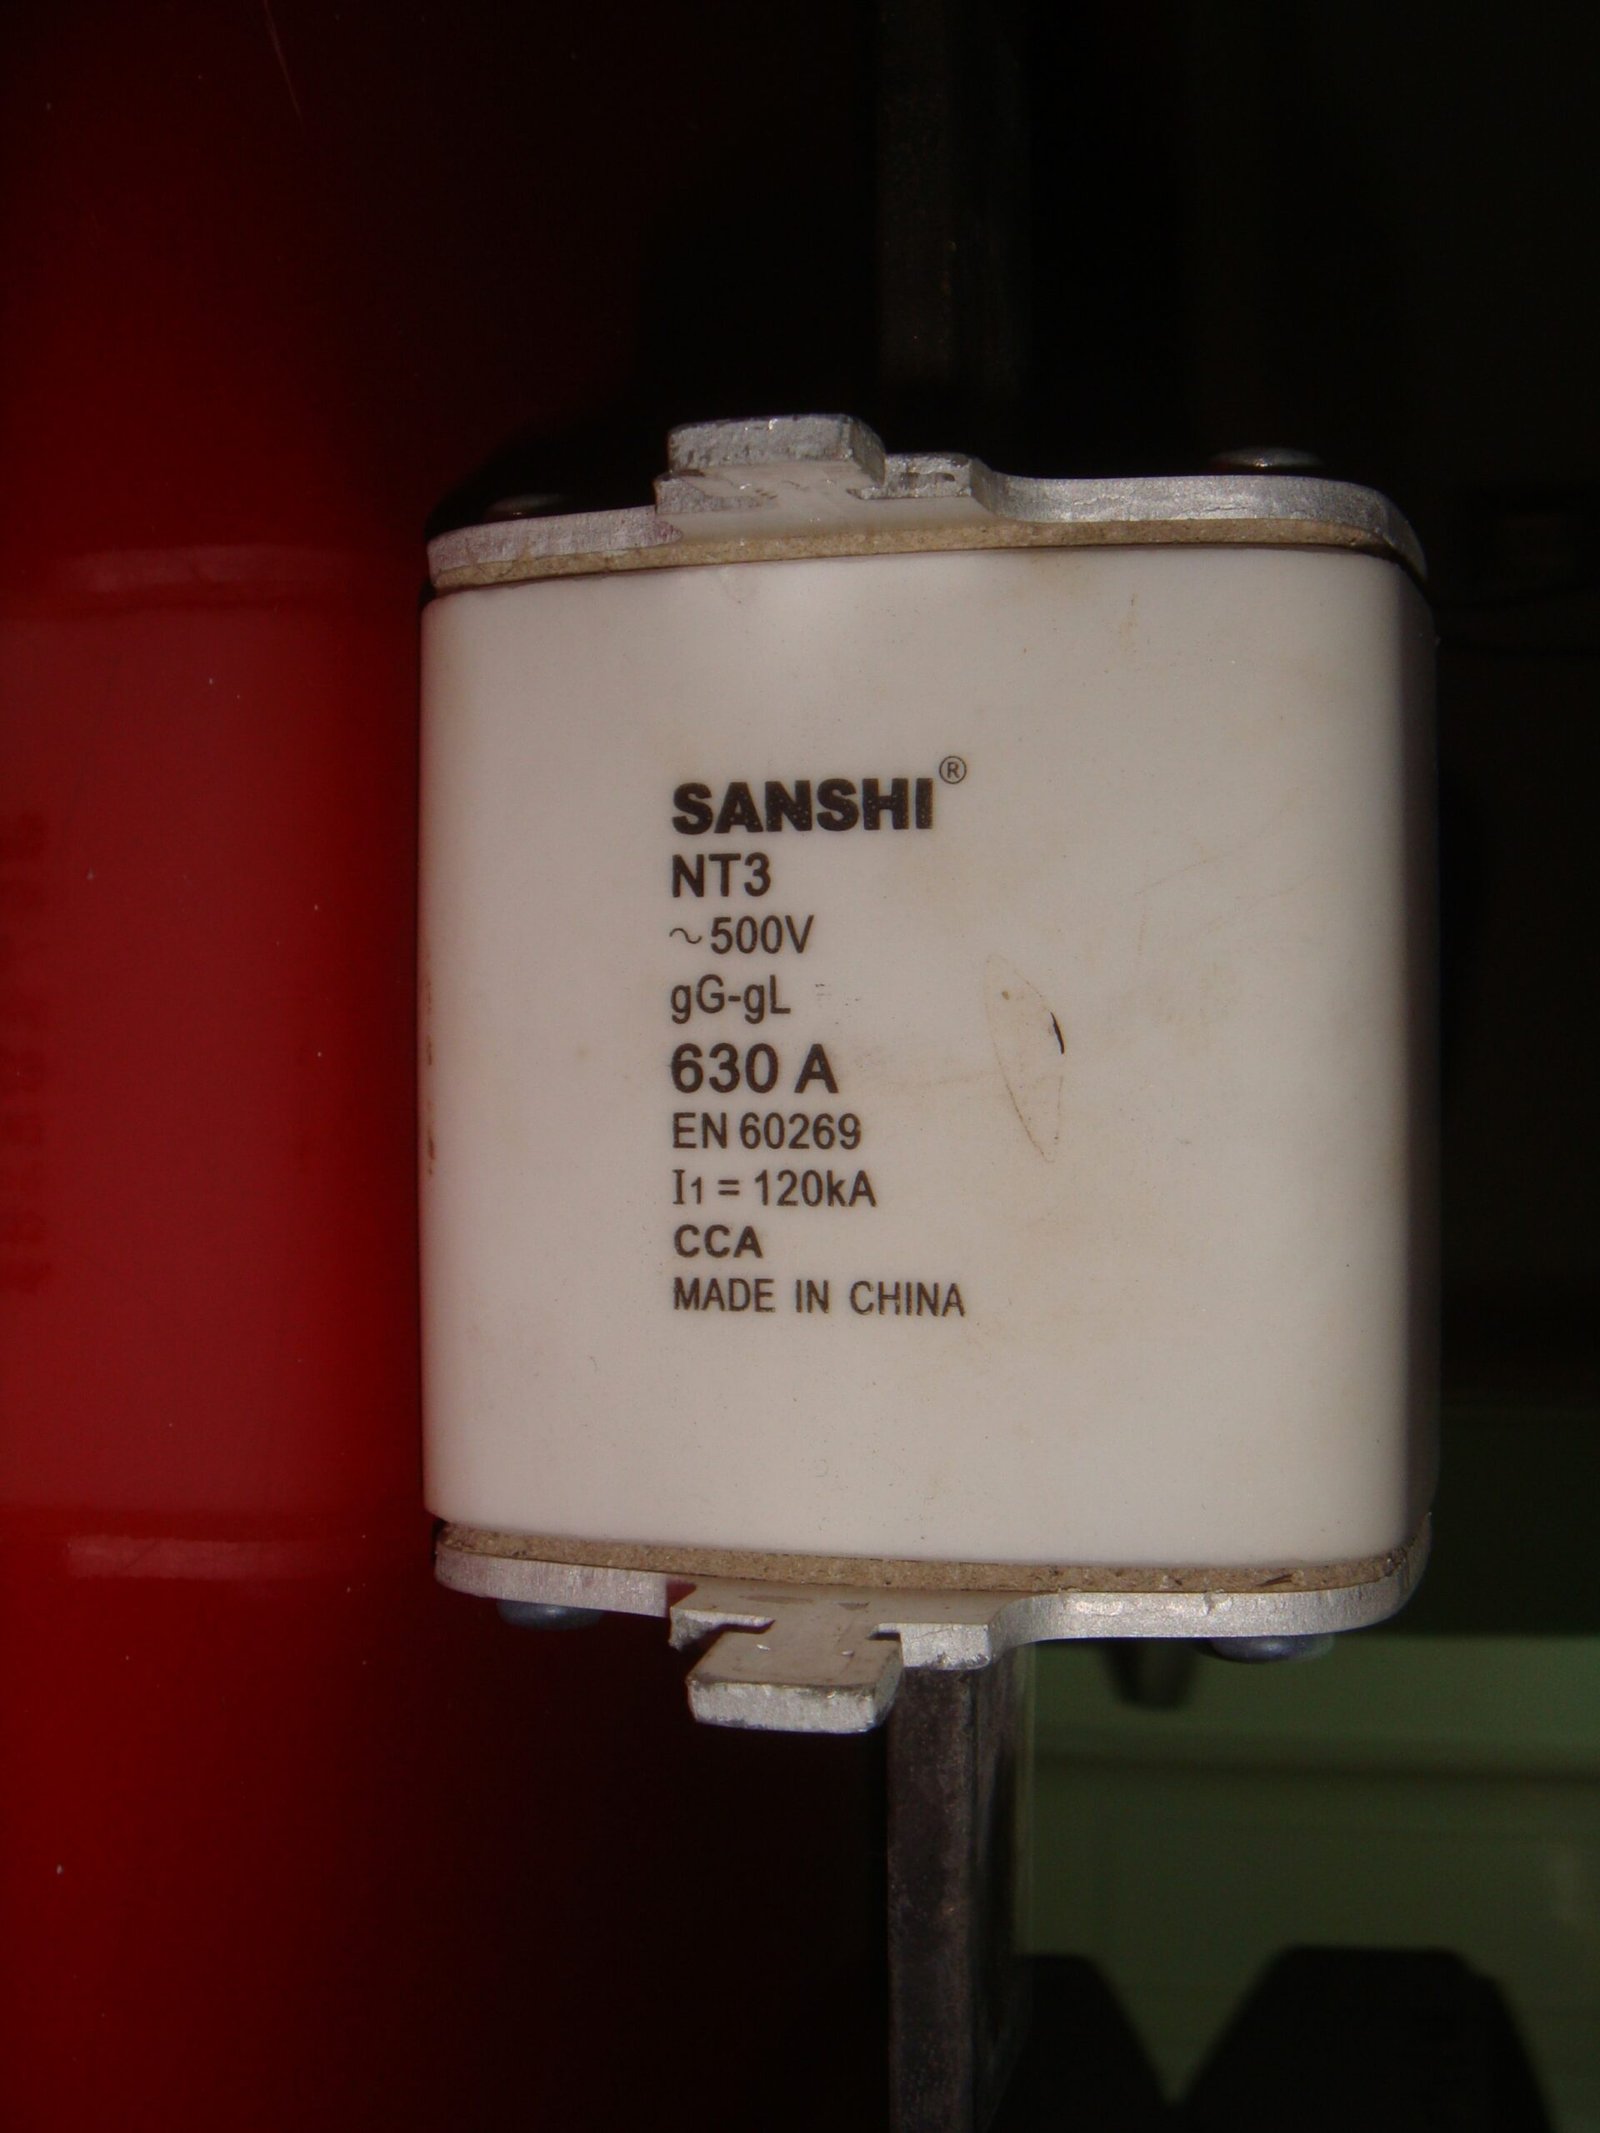 SANSHI®
NT3
~500V
gG-gL
630 A
EN 60269
I1 = 120kA
CCA
MADE IN CHINA